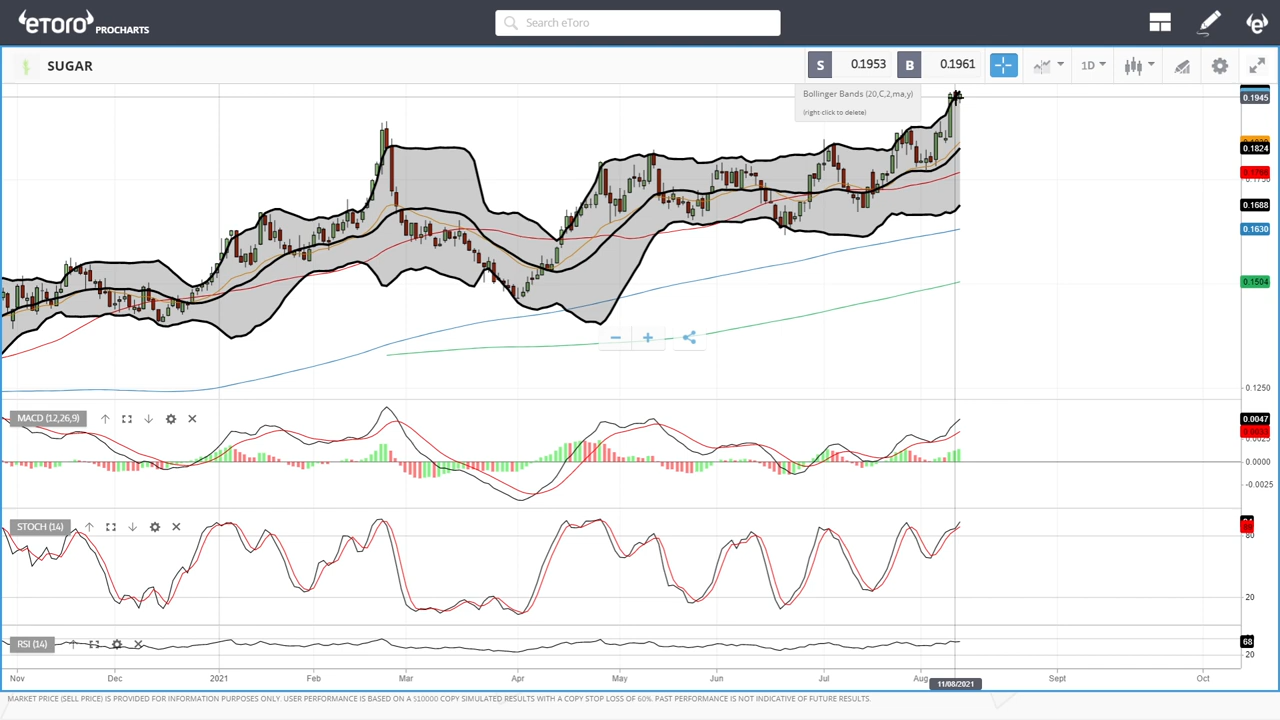 eToro PROCHARTS
Search eToro
SUGAR
S 0.1953 B 0.1961
1D
Bollinger Bands (20,C,2,ma,y)
(right click to delete)
0.1945
0.1824
0.1688
0.1630
0.1504
0.1250
MACD (12,26,9)
0.0047
0.0000
-0.0025
STOCH (14)
80
20
RSI (14)
68
20
Nov Dec 2021 Feb Mar Apr May Jun Jul Aug Sept Oct
11/08/2021
MARKET PRICE (SELL PRICE) IS PROVIDED FOR INFORMATION PURPOSES ONLY. USER PERFORMANCE IS BASED ON A $10000 COPY SIMULATED RESULTS WITH A COPY STOP LOSS OF 60%. PAST PERFORMANCE IS NOT INDICATIVE OF FUTURE RESULTS.